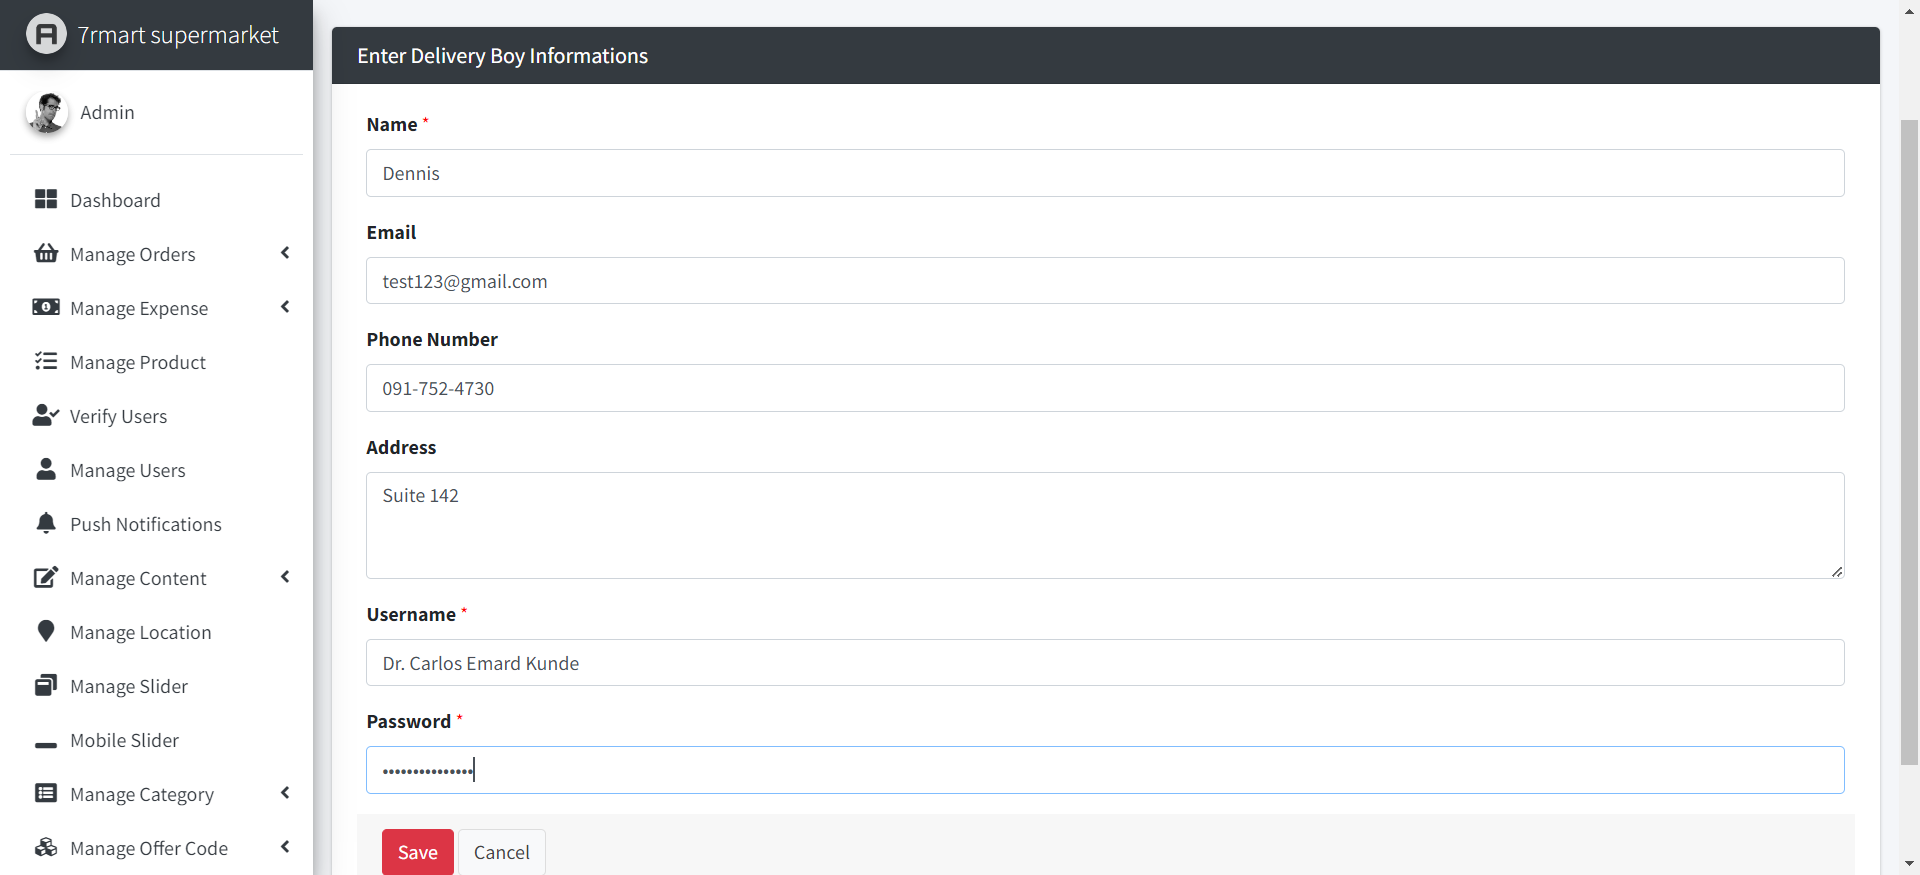 7rmart supermarket
Admin
Dashboard
Manage Orders
Manage Expense
Manage Product
Verify Users
Manage Users
Push Notifications
Manage Content
Manage Location
Manage Slider
Mobile Slider
Manage Category
Manage Offer Code
Enter Delivery Boy Informations
Name *
Dennis
Email
test123@gmail.com
Phone Number
091-752-4730
Address
Suite 142
Username *
Dr. Carlos Emard Kunde
Password *
•••••••••••••••
Save Cancel